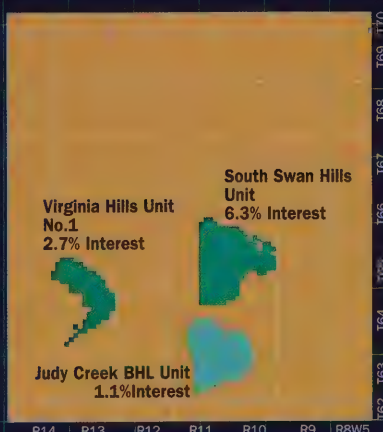 T70
T69
T68
T67
South Swan Hills
Unit
6.3% Interest
Virginia Hills Unit
No.1
2.7% Interest
T66
T64
Judy Creek BHL Unit
1.1%Interest
T63
T62
R14 R13 R12 R11 R10 R9 R8W5